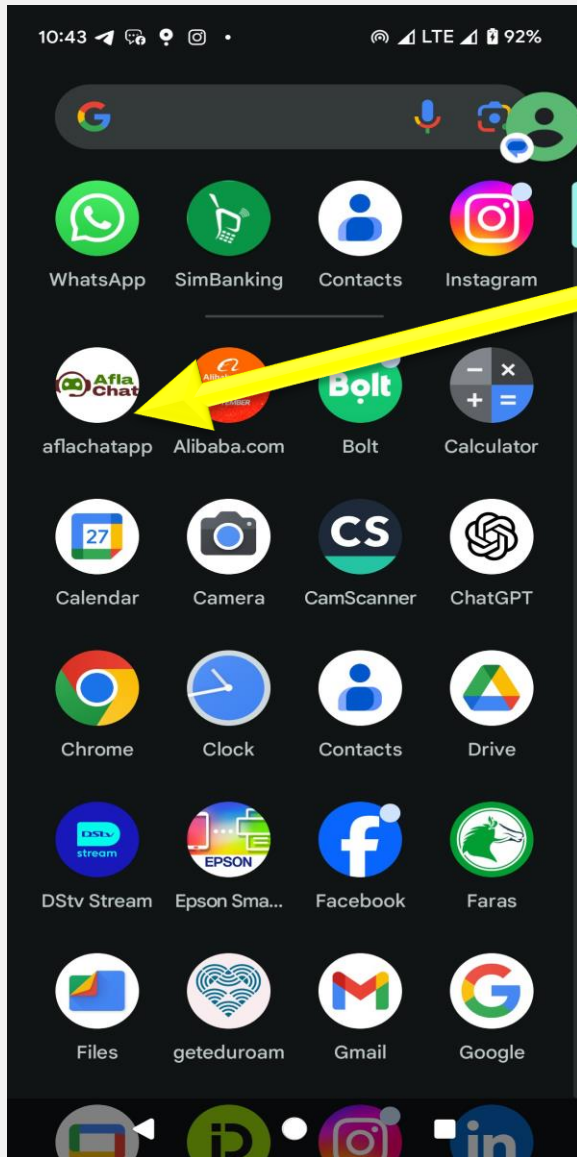 10:43 LTE 92%
WhatsApp SimBanking Contacts Instagram
Afla
Chat
Bolt
aflachatapp Alibaba.com Bolt Calculator
27
CS
Calendar Camera CamScanner ChatGPT
Chrome Clock Contacts Drive
DStv
stream
EPSON
DStv Stream Epson Sma... Facebook Faras
Files geteduroam Gmail Google
in